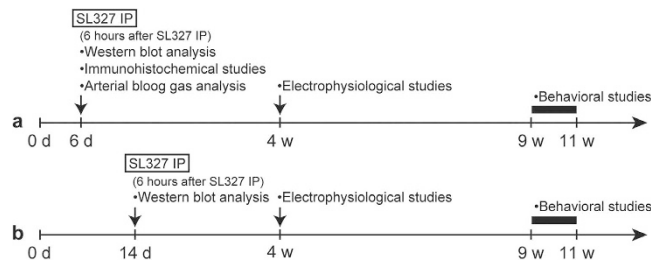 SL327 IP
(6 hours after SL327 IP)
•Western blot analysis
•Immunohistochemical studies
•Arterial bloog gas analysis
•Electrophysiological studies
•Behavioral studies
a
0 d 6 d 4 w 9 w 11 w
SL327 IP
(6 hours after SL327 IP)
•Western blot analysis
•Electrophysiological studies
•Behavioral studies
b
0 d 14 d 4 w 9 w 11 w